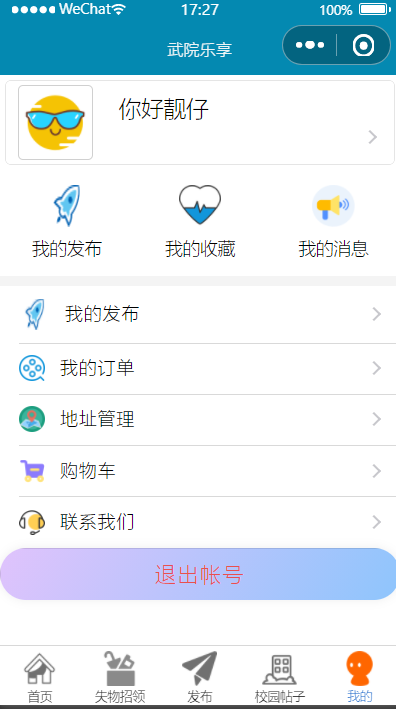 WeChat 17:27 100%
武院乐享
你好靓仔
我的发布 我的收藏 我的消息
我的发布
我的订单
地址管理
购物车
联系我们
退出帐号
首页 失物招领 发布 校园帖子 我的